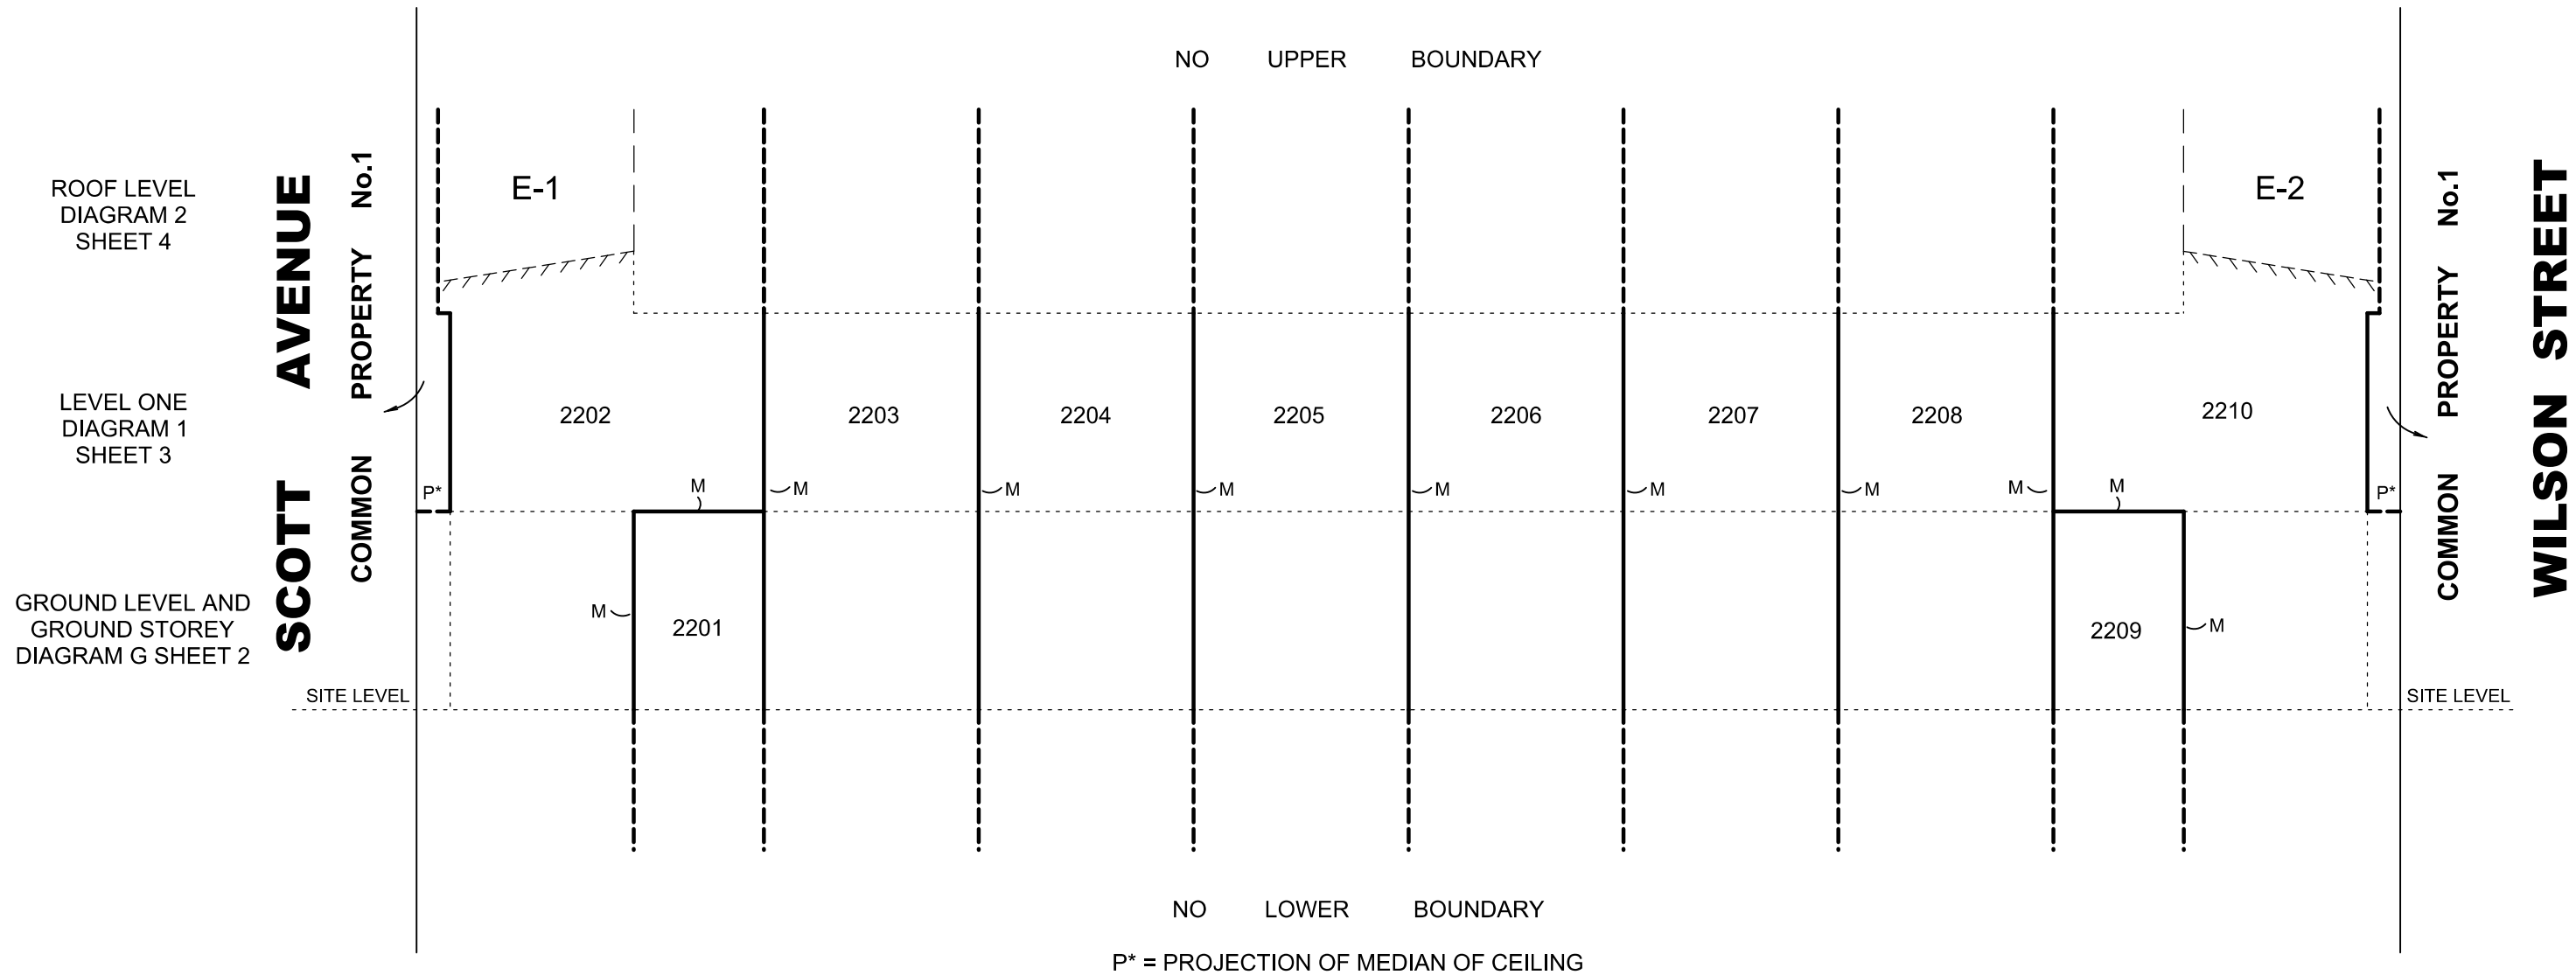 NO UPPER BOUNDARY
ROOF LEVEL
DIAGRAM 2
SHEET 4
LEVEL ONE
DIAGRAM 1
SHEET 3
GROUND LEVEL AND
GROUND STOREY
DIAGRAM G SHEET 2
SCOTT AVENUE
COMMON PROPERTY No.1
E-1
E-2
COMMON PROPERTY No.1
WILSON STREET
2202
2203
2204
2205
2206
2207
2208
2210
P*
M
M
M
M
M
M
M
M
M
P*
M
2201
2209
M
SITE LEVEL
SITE LEVEL
NO LOWER BOUNDARY
P* = PROJECTION OF MEDIAN OF CEILING